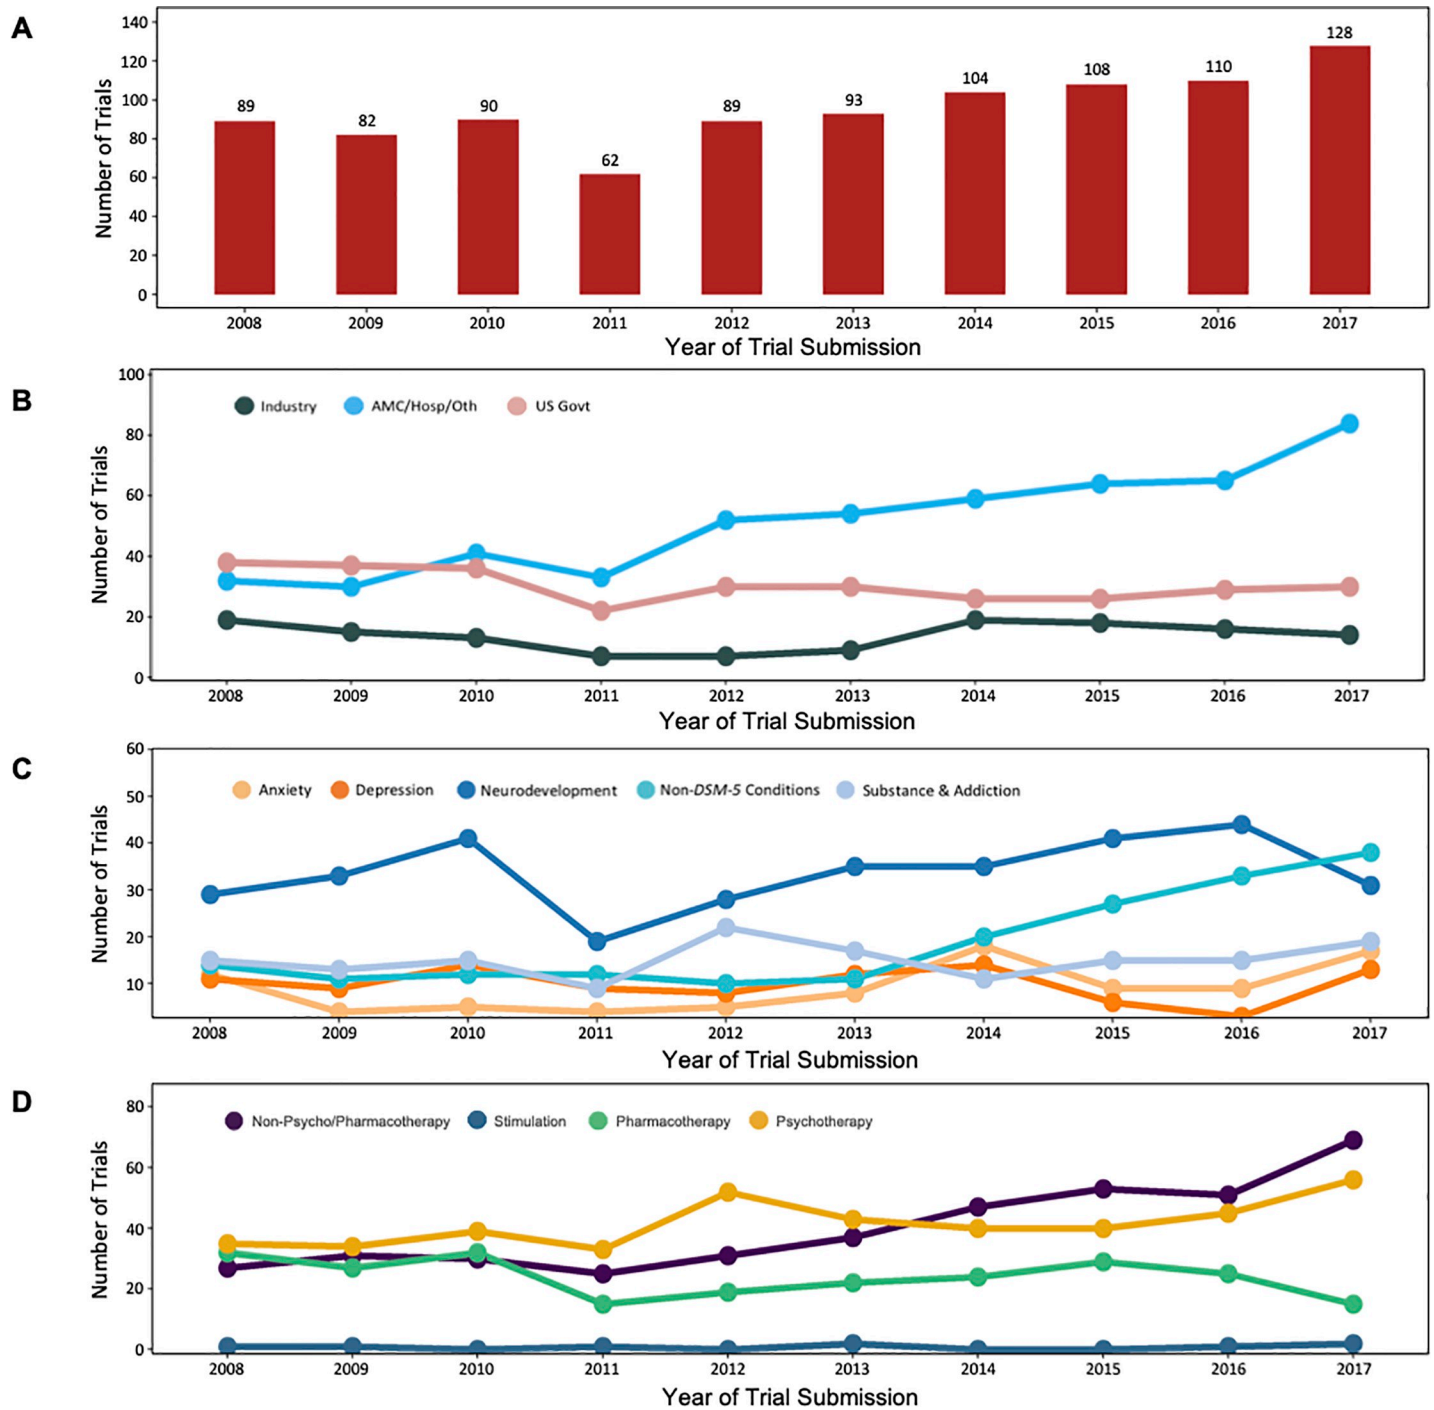 A
Number of Trials
140
120
100
80
60
40
20
0
89
82
90
62
89
93
104
108
110
128
2008 2009 2010 2011 2012 2013 2014 2015 2016 2017
Year of Trial Submission
B
Number of Trials
100
80
60
40
20
0
Industry AMC/Hosp/Oth US Govt
2008 2009 2010 2011 2012 2013 2014 2015 2016 2017
Year of Trial Submission
C
Number of Trials
60
50
40
30
20
10
Anxiety Depression Neurodevelopment Non-DSM-5 Conditions Substance & Addiction
2008 2009 2010 2011 2012 2013 2014 2015 2016 2017
Year of Trial Submission
D
Number of Trials
80
60
40
20
0
Non-Psycho/Pharmacotherapy Stimulation Pharmacotherapy Psychotherapy
2008 2009 2010 2011 2012 2013 2014 2015 2016 2017
Year of Trial Submission